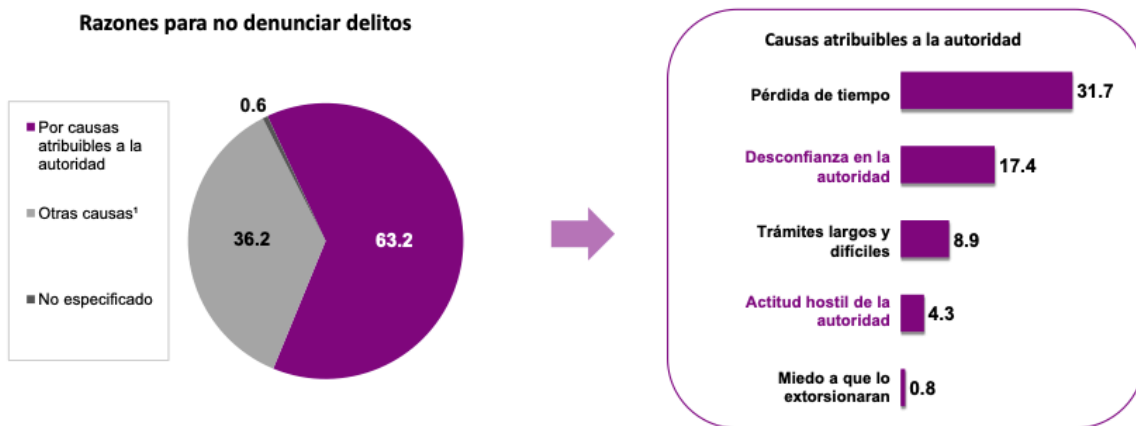 Razones para no denunciar delitos
Por causas
atribuibles a la
autoridad
Otras causas¹
No especificado
0.6
36.2
63.2
Causas atribuibles a la autoridad
Pérdida de tiempo
31.7
Desconfianza en la
autoridad
17.4
Trámites largos y
difíciles
8.9
Actitud hostil de la
autoridad
4.3
Miedo a que lo
extorsionaran
0.8